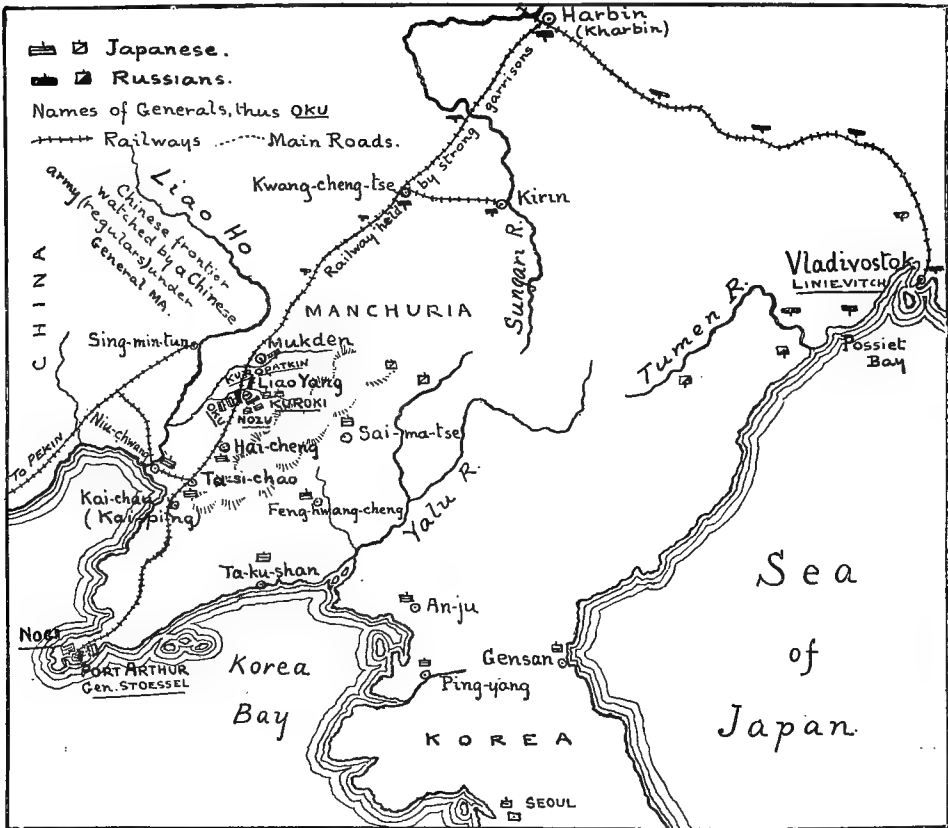 Harbin
(Kharbin)
Japanese.
Russians.
Names of Generals, thus OKU
Railways Main Roads.
Liao Ho
Chinese frontier
watched by a Chinese
army (regulars) under
General MA.
CHINA
Railway held by strong garrisons
Kwang-cheng-tse
Kirin
Sungari R.
MANCHURIA
Vladivostok
LINIEVITCH
Possiet
Bay
Tumen R.
Sing-min-tun
Mukden
KUROPATKIN
Liao Yang
KUROKI
OKU
NOZU
Sai-ma-tse
Hai-cheng
Niu-chwang
TO PEKIN
Ta-si-chao
Kai-chau
(Kai-ping)
Feng-hwang-cheng
Yalu R.
Ta-ku-shan
An-ju
NOGI
PORT ARTHUR
Gen. STOESSEL
Korea
Bay
Gensan
Ping-yang
KOREA
SEOUL
Sea
of
Japan.